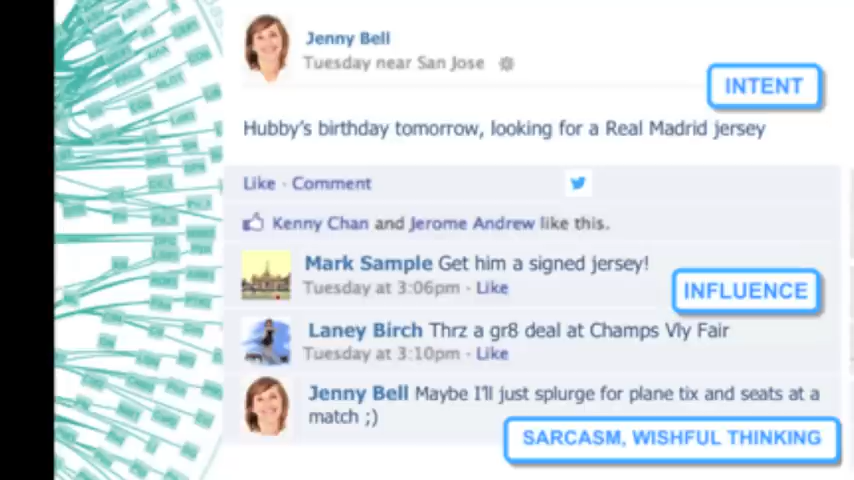 Jenny Bell
Tuesday near San Jose
INTENT
Hubby's birthday tomorrow, looking for a Real Madrid jersey
Like · Comment
Kenny Chan and Jerome Andrew like this.
Mark Sample Get him a signed jersey!
Tuesday at 3:06pm · Like
INFLUENCE
Laney Birch Thrz a gr8 deal at Champs Vly Fair
Tuesday at 3:10pm · Like
Jenny Bell Maybe I'll just splurge for plane tix and seats at a
match ;)
SARCASM, WISHFUL THINKING